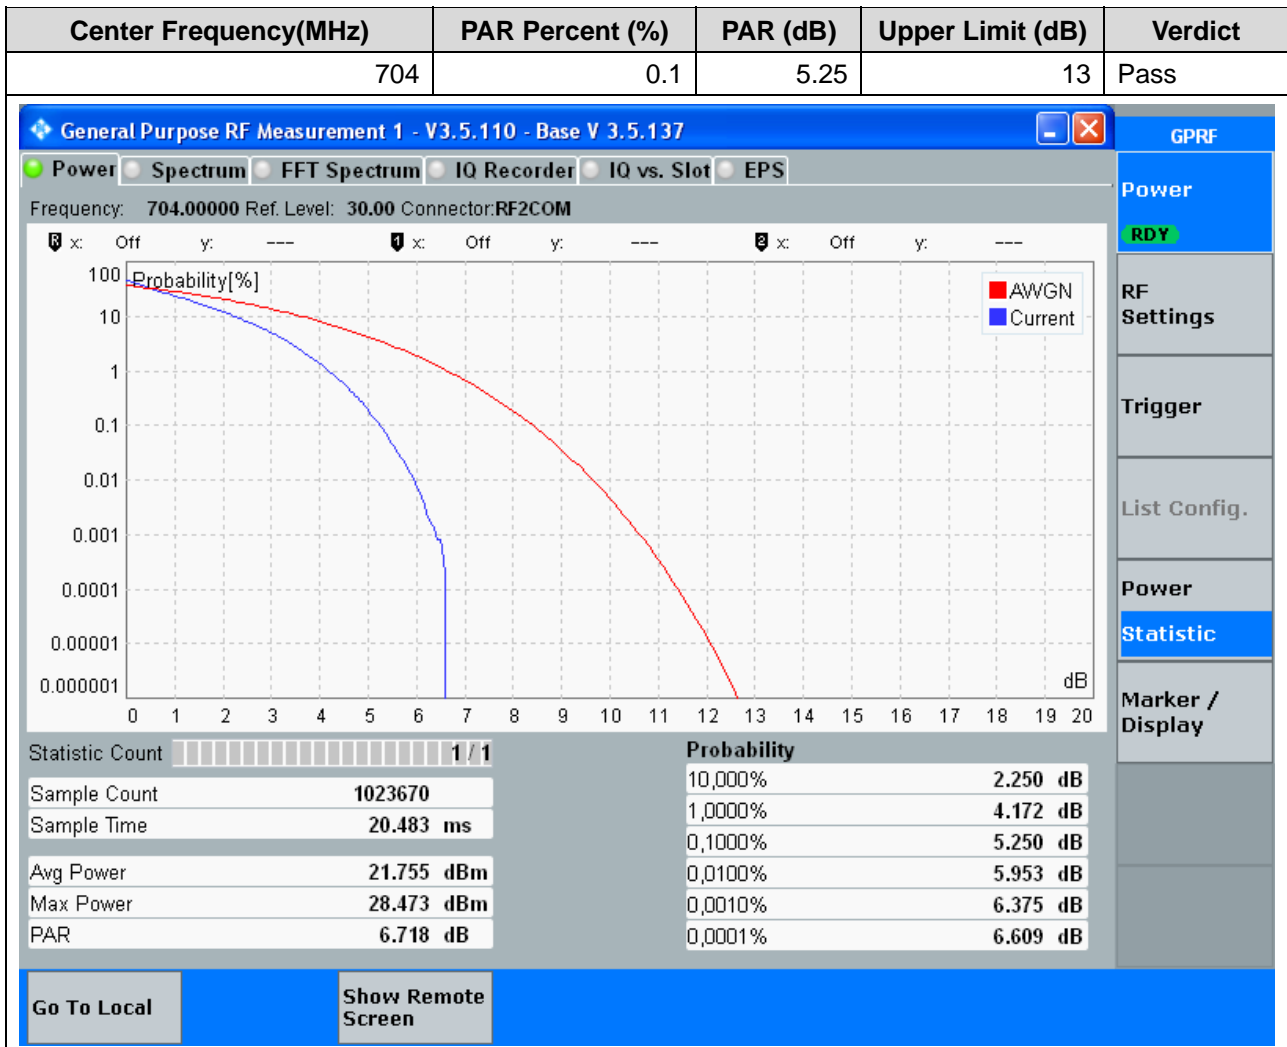 Center Frequency(MHz) PAR Percent (%) PAR (dB) Upper Limit (dB) Verdict
704 0.1 5.25 13 Pass
General Purpose RF Measurement 1 - V3.5.110 - Base V 3.5.137
GPRF
Power Spectrum FFT Spectrum IQ Recorder IQ vs. Slot EPS
Frequency: 704.00000 Ref. Level: 30.00 Connector:RF2COM
R x: Off y: --- 1 x: Off y: --- 2 x: Off y: ---
Probability[%]
100
10
1
0.1
0.01
0.001
0.0001
0.00001
0.000001
AWGN
Current
dB
0 1 2 3 4 5 6 7 8 9 10 11 12 13 14 15 16 17 18 19 20
Statistic Count 1 / 1
Sample Count 1023670
Sample Time 20.483 ms
Avg Power 21.755 dBm
Max Power 28.473 dBm
PAR 6.718 dB
Probability
10,000% 2.250 dB
1,0000% 4.172 dB
0,1000% 5.250 dB
0,0100% 5.953 dB
0,0010% 6.375 dB
0,0001% 6.609 dB
Power
RDY
RF
Settings
Trigger
List Config.
Power
Statistic
Marker /
Display
Go To Local
Show Remote
Screen